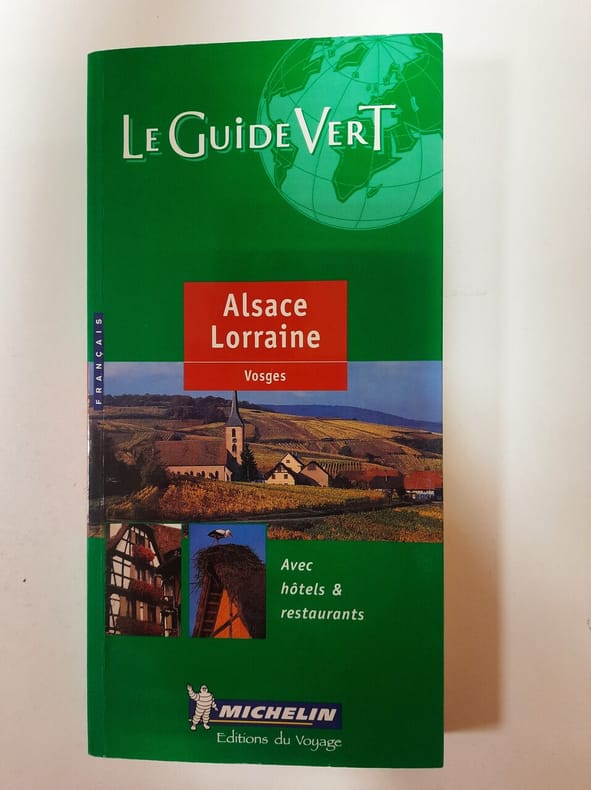 Le Guide Vert
Alsace
Lorraine
Vosges
FRANÇAIS
Avec
hôtels &
restaurants
MICHELIN
Editions du Voyage